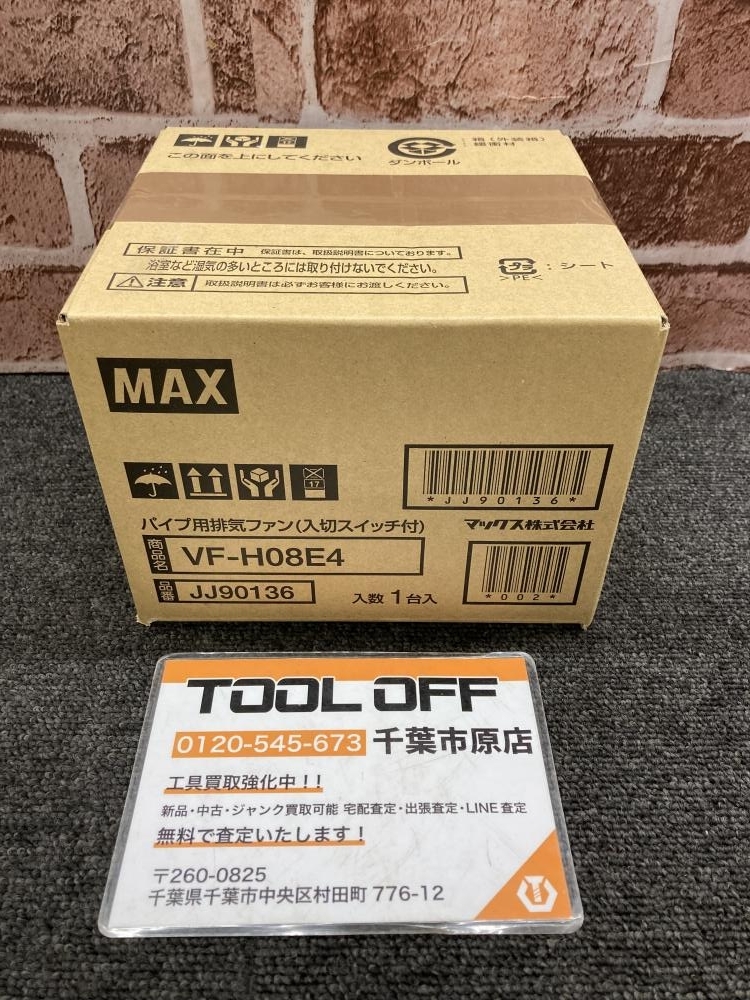 この面を上にしてください
ダンボール
箱(外装箱)
緩衝材
保証書在中 保証書は、取扱説明書についております。
浴室など湿気の多いところには取り付けないでください。
注意 取扱説明書は必ずお客様にお渡しください。
プラ : シート
>PE<
MAX
17
*JJ90136*
パイプ用排気ファン(入切スイッチ付)
マックス株式会社
商品名 VF-H08E4
品番 JJ90136
入数 1 台入
*002*
TOOL OFF
0120-545-673 千葉市原店
工具買取強化中!!
新品・中古・ジャンク買取可能 宅配査定・出張査定・LINE査定
無料で査定いたします!
〒260-0825
千葉県千葉市中央区村田町 776-12